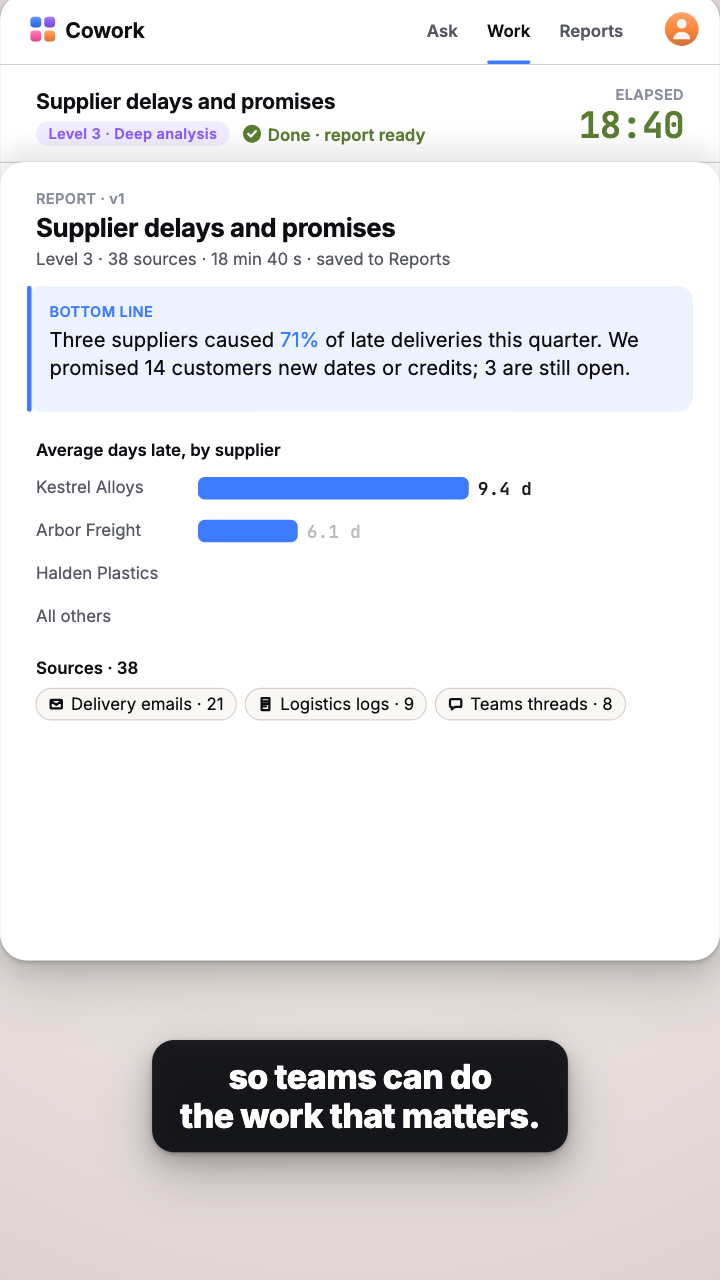 Cowork
Ask
Work
Reports
Supplier delays and promises
ELAPSED
18:40
Level 3 · Deep analysis
Done · report ready
REPORT · v1
Supplier delays and promises
Level 3 · 38 sources · 18 min 40 s · saved to Reports
BOTTOM LINE
Three suppliers caused 71% of late deliveries this quarter. We
promised 14 customers new dates or credits; 3 are still open.
Average days late, by supplier
Kestrel Alloys
9.4 d
Arbor Freight
6.1 d
Halden Plastics
All others
Sources · 38
Delivery emails · 21
Logistics logs · 9
Teams threads · 8
so teams can do
the work that matters.